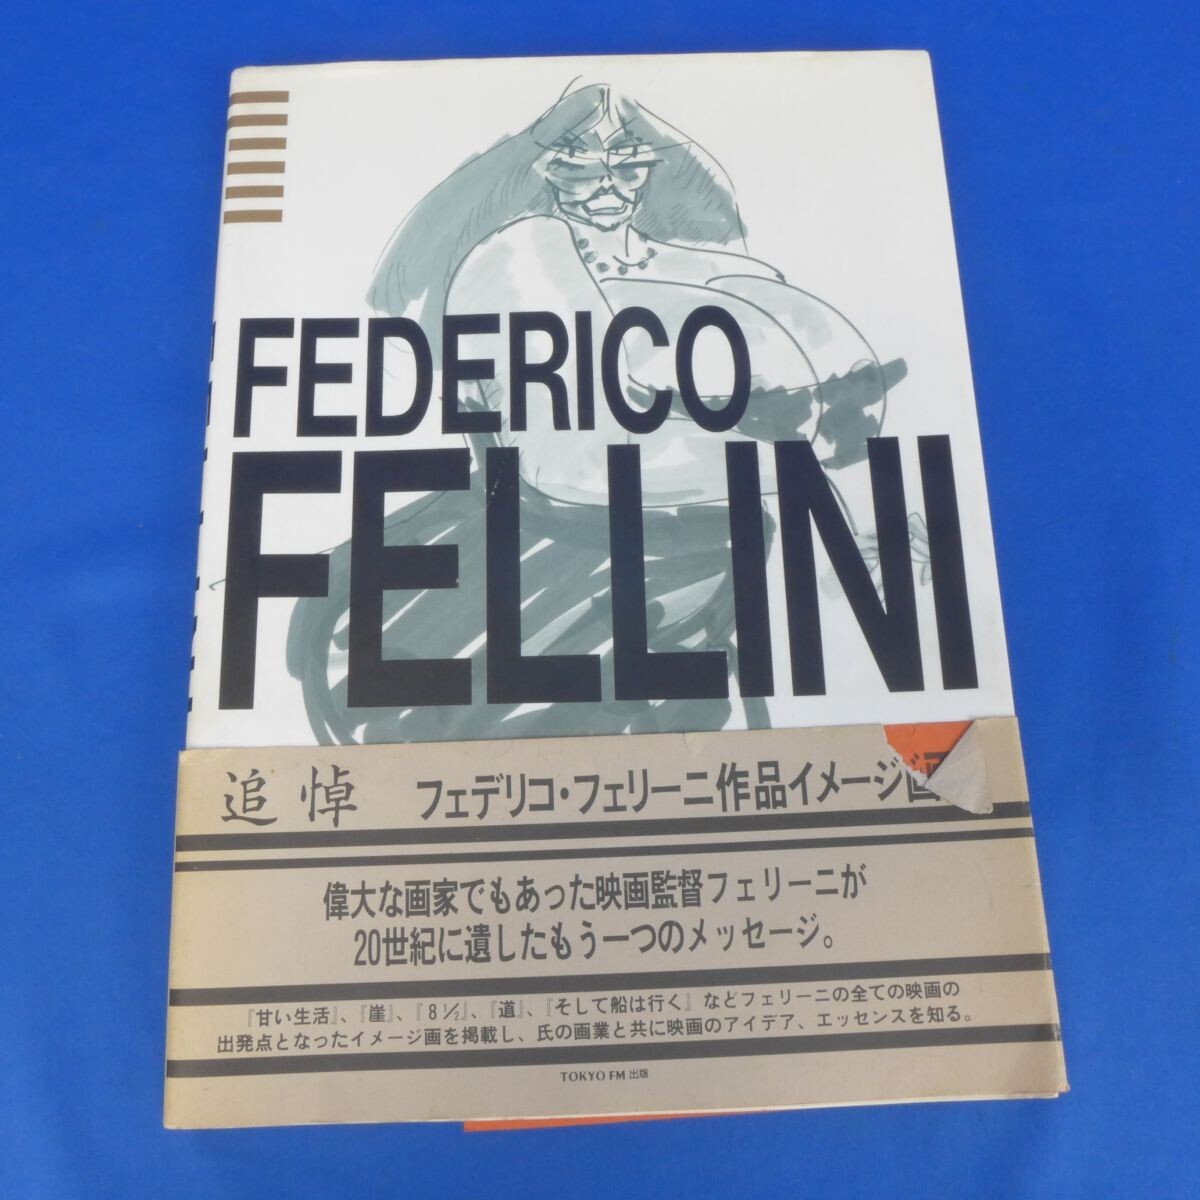 FEDERICO
FELLINI
追悼 フェデリコ・フェリーニ作品イメージ画
偉大な画家でもあった映画監督フェリーニが
20世紀に遺したもう一つのメッセージ。
『甘い生活』、『崖』、『8 1/2』、『道』、『そして船は行く』などフェリーニの全ての映画の
出発点となったイメージ画を掲載し、氏の画業と共に映画のアイデア、エッセンスを知る。
TOKYO FM 出版